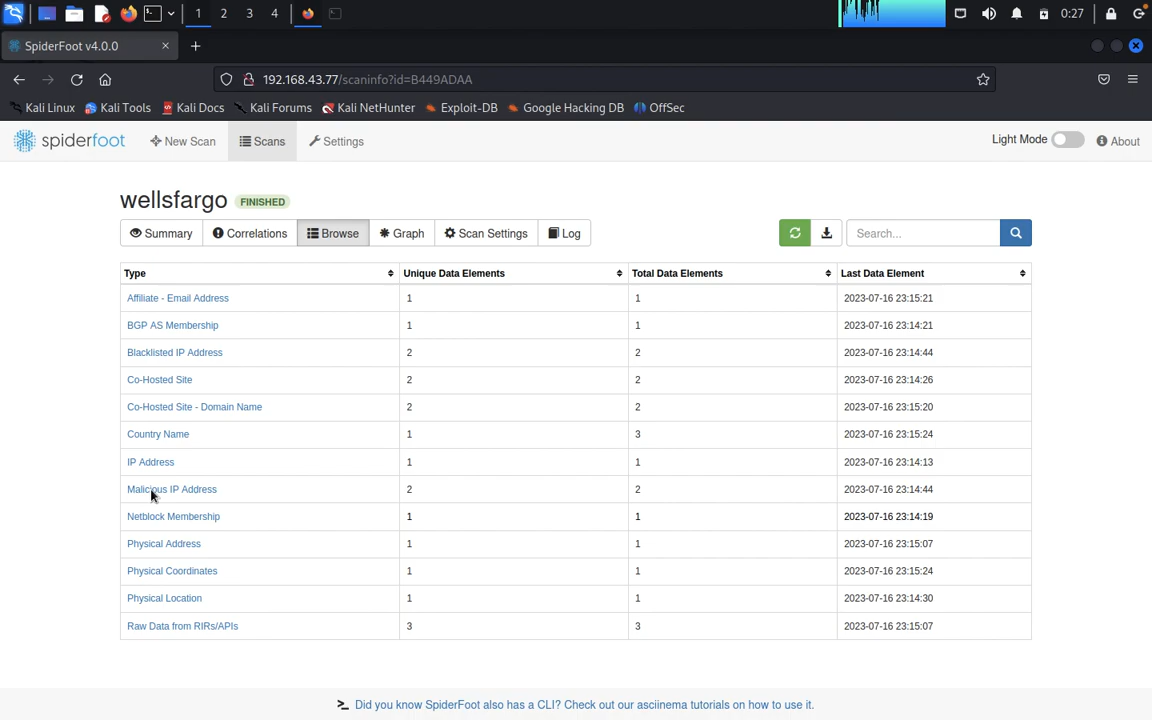 1 2 3 4 0:27
SpiderFoot v4.0.0
192.168.43.77/scaninfo?id=B449ADAA
Kali Linux Kali Tools Kali Docs Kali Forums Kali NetHunter Exploit-DB Google Hacking DB OffSec
spiderfoot New Scan Scans Settings Light Mode About
wellsfargo FINISHED
Summary Correlations Browse Graph Scan Settings Log Search...
Type Unique Data Elements Total Data Elements Last Data Element
Affiliate - Email Address 1 1 2023-07-16 23:15:21
BGP AS Membership 1 1 2023-07-16 23:14:21
Blacklisted IP Address 2 2 2023-07-16 23:14:44
Co-Hosted Site 2 2 2023-07-16 23:14:26
Co-Hosted Site - Domain Name 2 2 2023-07-16 23:15:20
Country Name 1 3 2023-07-16 23:15:24
IP Address 1 1 2023-07-16 23:14:13
Malicious IP Address 2 2 2023-07-16 23:14:44
Netblock Membership 1 1 2023-07-16 23:14:19
Physical Address 1 1 2023-07-16 23:15:07
Physical Coordinates 1 1 2023-07-16 23:15:24
Physical Location 1 1 2023-07-16 23:14:30
Raw Data from RIRs/APIs 3 3 2023-07-16 23:15:07
Did you know SpiderFoot also has a CLI? Check out our asciinema tutorials on how to use it.